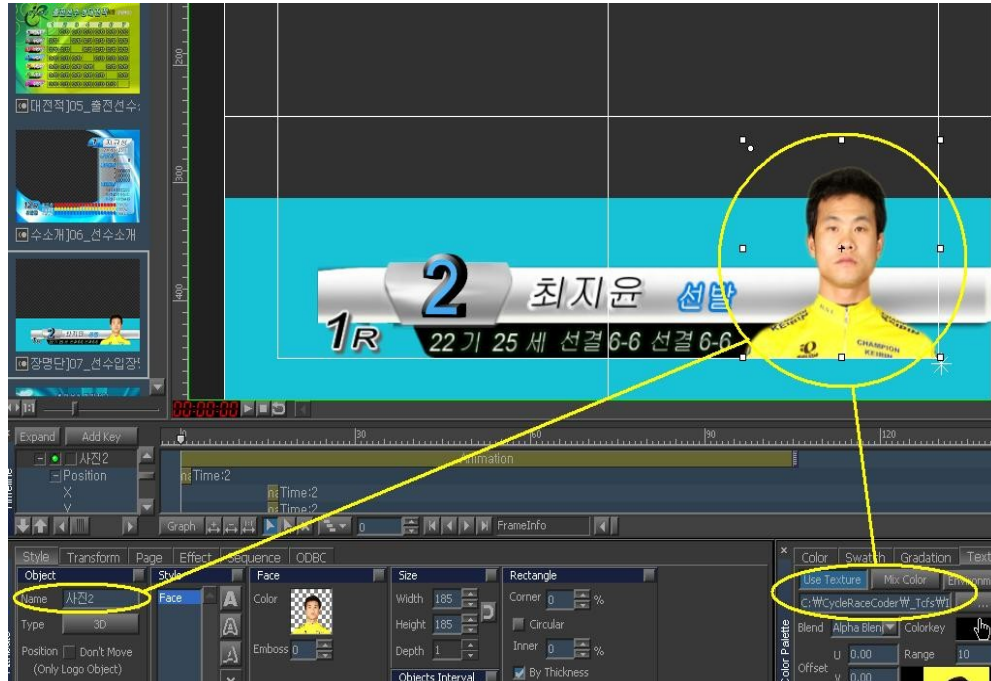 [대전적]05_출전선수:
수소개]06_선수소개
장명단]07_선수입장:
200
300
400
2
최지윤 선발
1R
22 기 25 세 선결 6-6 선결 6-6
CHAMPION
KEIRIN
1:1
00:00:00
Expand
Add Key
30
60
90
120
사진2
Animation
Position
Time:2
X
Time:2
Y
Time:2
Graph
0
FrameInfo
Style
Transform
Page
Effect
Sequence
ODBC
Object
Name 사진2
Type 3D
Position Don't Move
(Only Logo Object)
Style
Face
Face
Color
Emboss 0
Size
Width 185
Height 185
Depth 1
Objects Interval
Rectangle
Corner 0 %
Circular
Inner 0 %
By Thickness
Color
Swatch
Gradation
Text
Use Texture
Mix Color
Environm
C:₩CycleRaceCoder₩_Tcfs₩I
...
Blend Alpha Blen
Colorkey
Offset
U 0.00
Range 10
V 0.00
Color Palette
Timeline